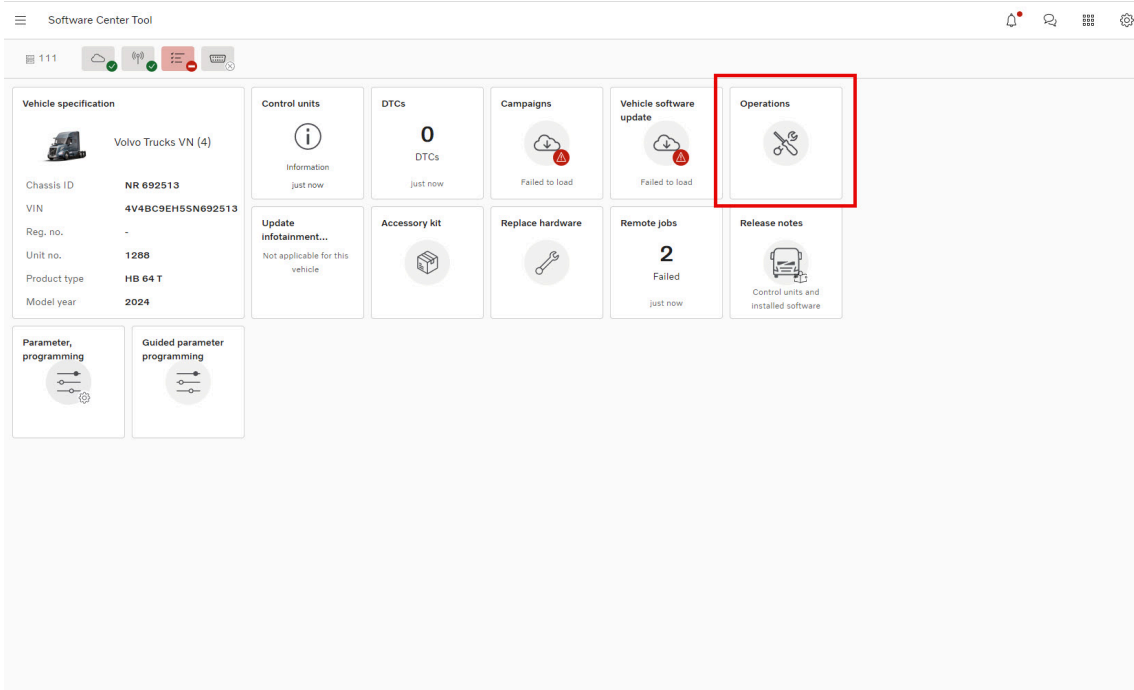 Software Center Tool
111
Vehicle specification
Volvo Trucks VN (4)
Chassis ID NR 692513
VIN 4V4BC9EH5SN692513
Reg. no. -
Unit no. 1288
Product type HB 64 T
Model year 2024
Control units
Information
just now
DTCs
0
DTCs
just now
Campaigns
Failed to load
Vehicle software
update
Failed to load
Operations
Update
infotainment...
Not applicable for this
vehicle
Accessory kit
Replace hardware
Remote jobs
2
Failed
just now
Release notes
Control units and
installed software
Parameter,
programming
Guided parameter
programming